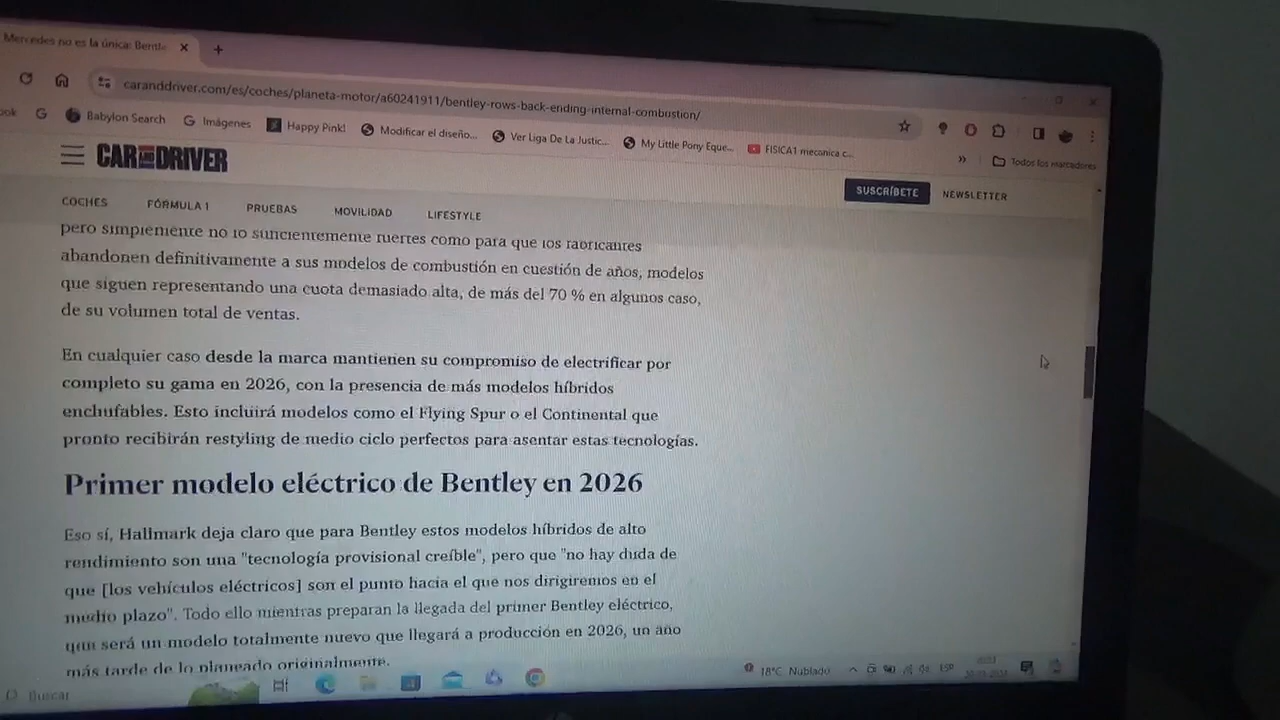 Mercedes no es la única: Bentle
caranddriver.com/es/coches/planeta-motor/a60241911/bentley-rows-back-ending-internal-combustion/
ook
Babylon Search
Imágenes
Happy Pink!
Modificar el diseño...
Ver Liga De La Justic...
My Little Pony Eque...
FISICA1 mecanica c...
»
Todos los marcadores
CAR AND DRIVER
SUSCRÍBETE
NEWSLETTER
COCHES
FÓRMULA 1
PRUEBAS
MOVILIDAD
LIFESTYLE
pero simplemente no lo suficientemente fuertes como para que los fabricantes
abandonen definitivamente a sus modelos de combustión en cuestión de años, modelos
que siguen representando una cuota demasiado alta, de más del 70 % en algunos caso,
de su volumen total de ventas.
En cualquier caso desde la marca mantienen su compromiso de electrificar por
completo su gama en 2026, con la presencia de más modelos híbridos
enchufables. Esto incluirá modelos como el Flying Spur o el Continental que
pronto recibirán restyling de medio ciclo perfectos para asentar estas tecnologías.
Primer modelo eléctrico de Bentley en 2026
Eso sí, Hallmark deja claro que para Bentley estos modelos híbridos de alto
rendimiento son una "tecnología provisional creíble", pero que "no hay duda de
que [los vehículos eléctricos] son el punto hacia el que nos dirigiremos en el
medio plazo". Todo ello mientras preparan la llegada del primer Bentley eléctrico,
que será un modelo totalmente nuevo que llegará a producción en 2026, un año
más tarde de lo planeado originalmente.
Buscar
18°C Nublado
ESP